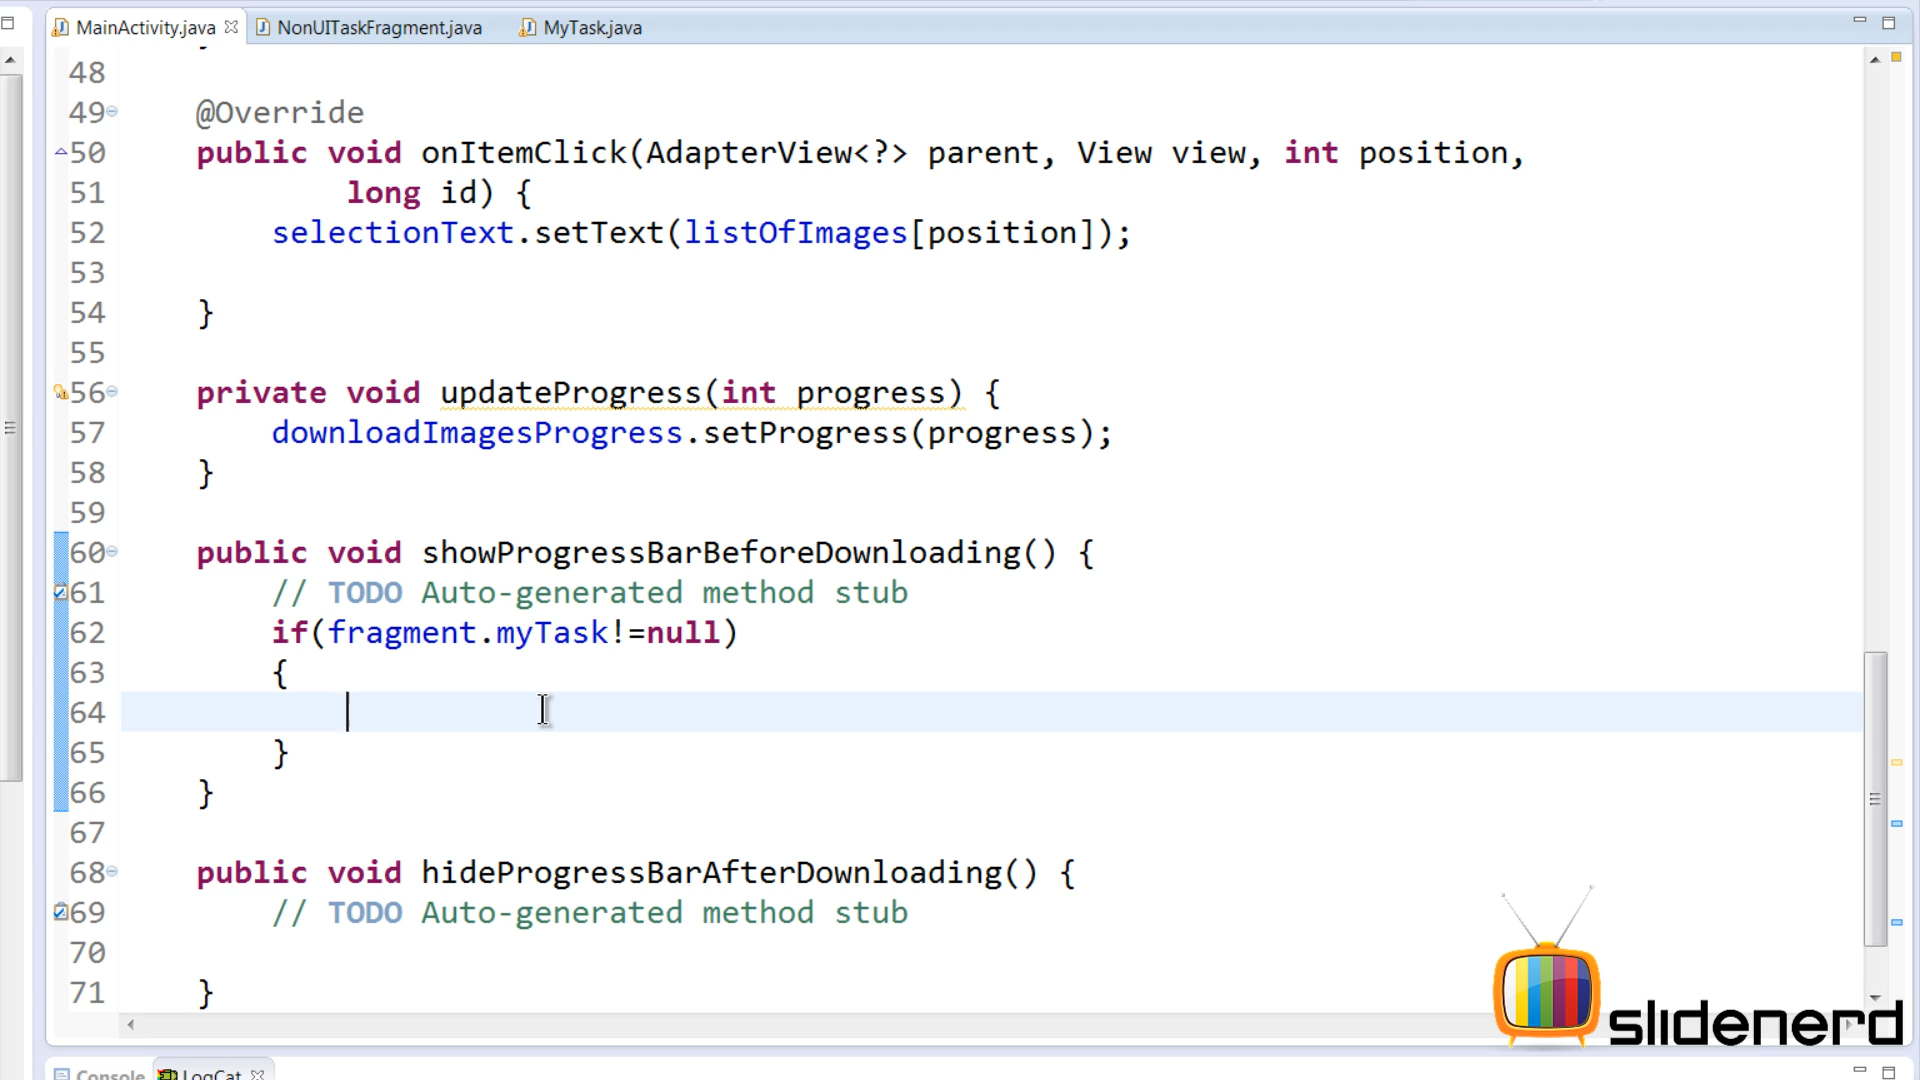 MainActivity.java NonUITaskFragment.java MyTask.java
48
49 @Override
50 public void onItemClick(AdapterView<?> parent, View view, int position,
51 long id) {
52 selectionText.setText(listOfImages[position]);
53
54 }
55
56 private void updateProgress(int progress) {
57 downloadImagesProgress.setProgress(progress);
58 }
59
60 public void showProgressBarBeforeDownloading() {
61 // TODO Auto-generated method stub
62 if(fragment.myTask!=null)
63 {
64
65 }
66 }
67
68 public void hideProgressBarAfterDownloading() {
69 // TODO Auto-generated method stub
70
71 }
slidenerd
Console LogCat